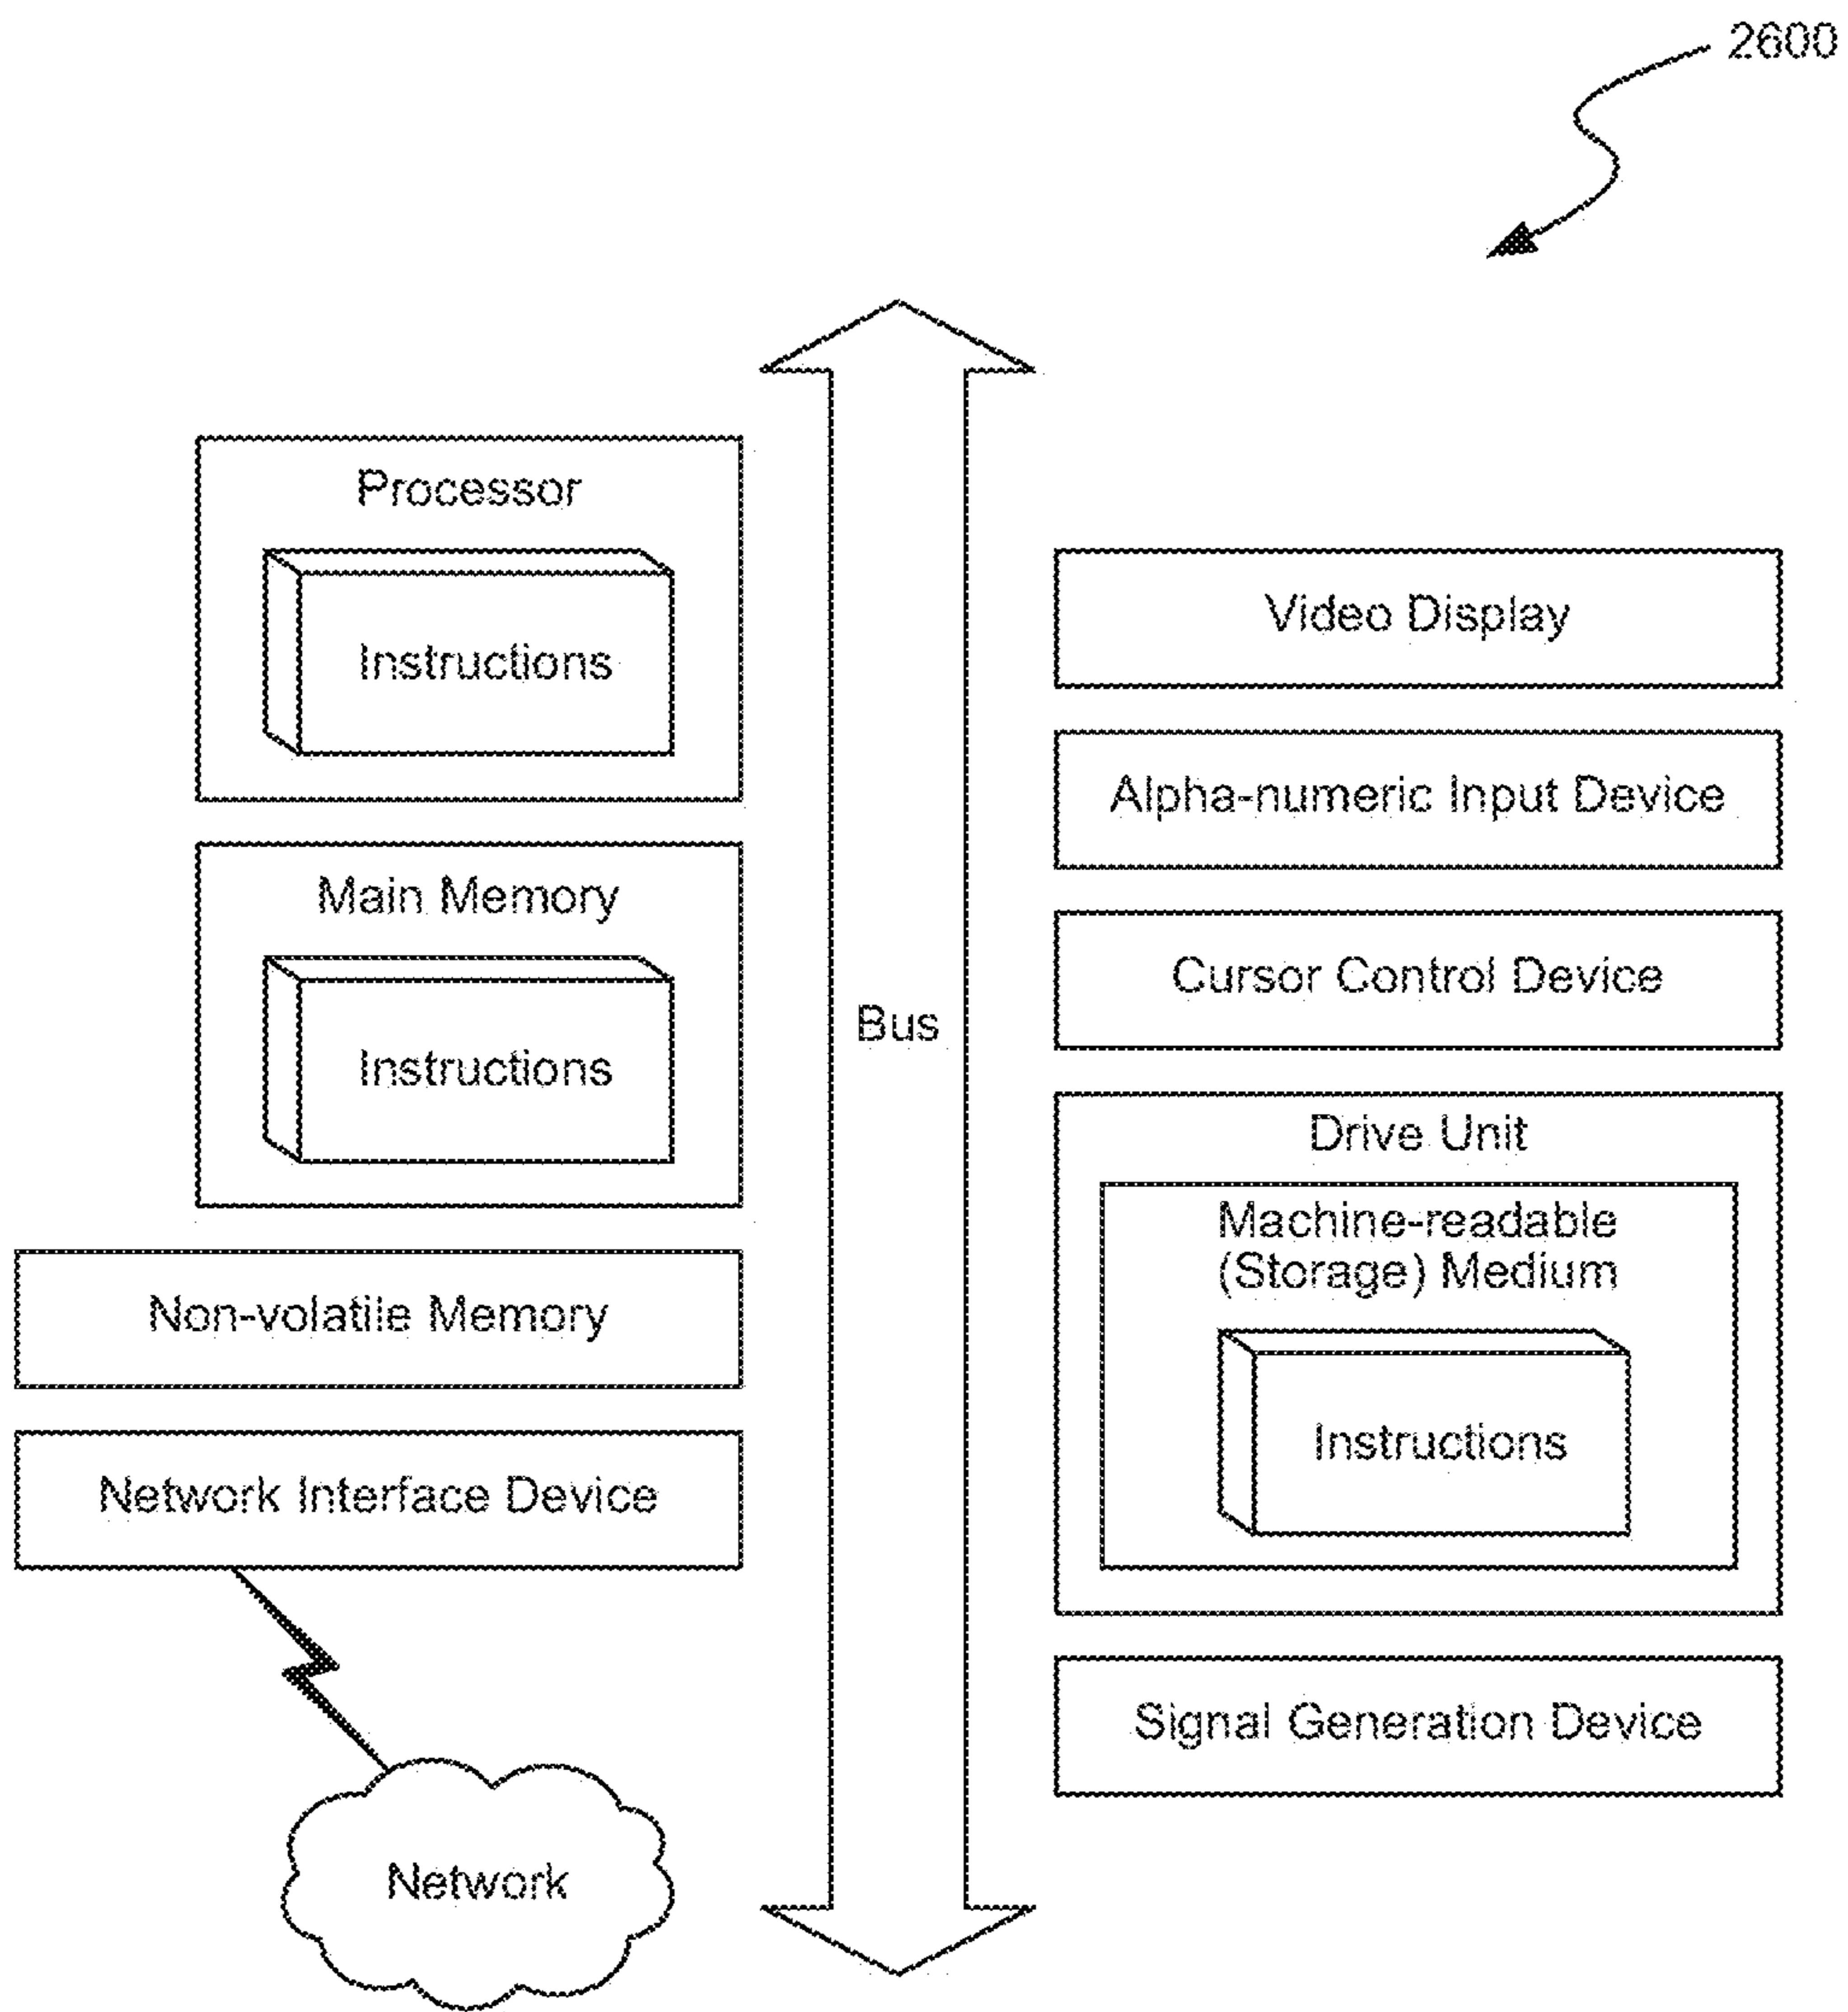 2600
Processor
Instructions
Main Memory
Instructions
Non-volatile Memory
Network Interface Device
Network
Bus
Video Display
Alpha-numeric Input Device
Cursor Control Device
Drive Unit
Machine-readable
(Storage) Medium
Instructions
Signal Generation Device